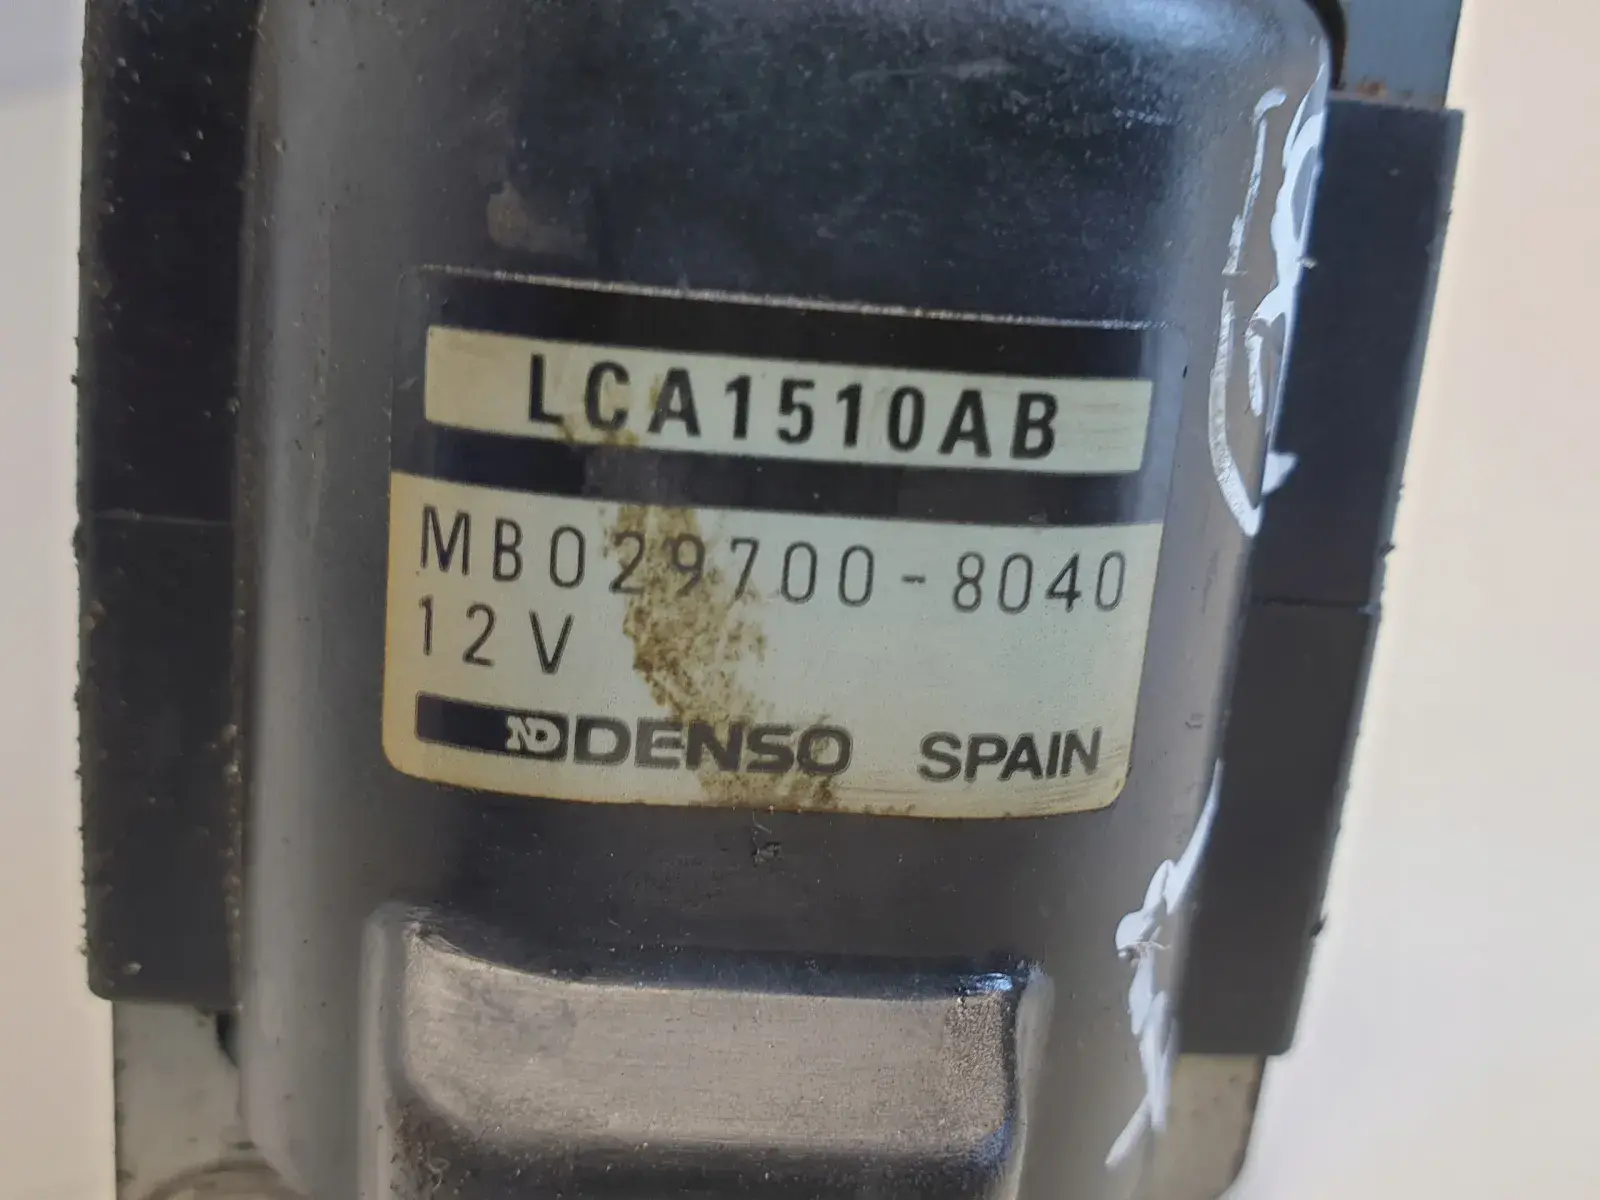 LCA1510AB
MB029700-8040
12V
ND DENSO SPAIN